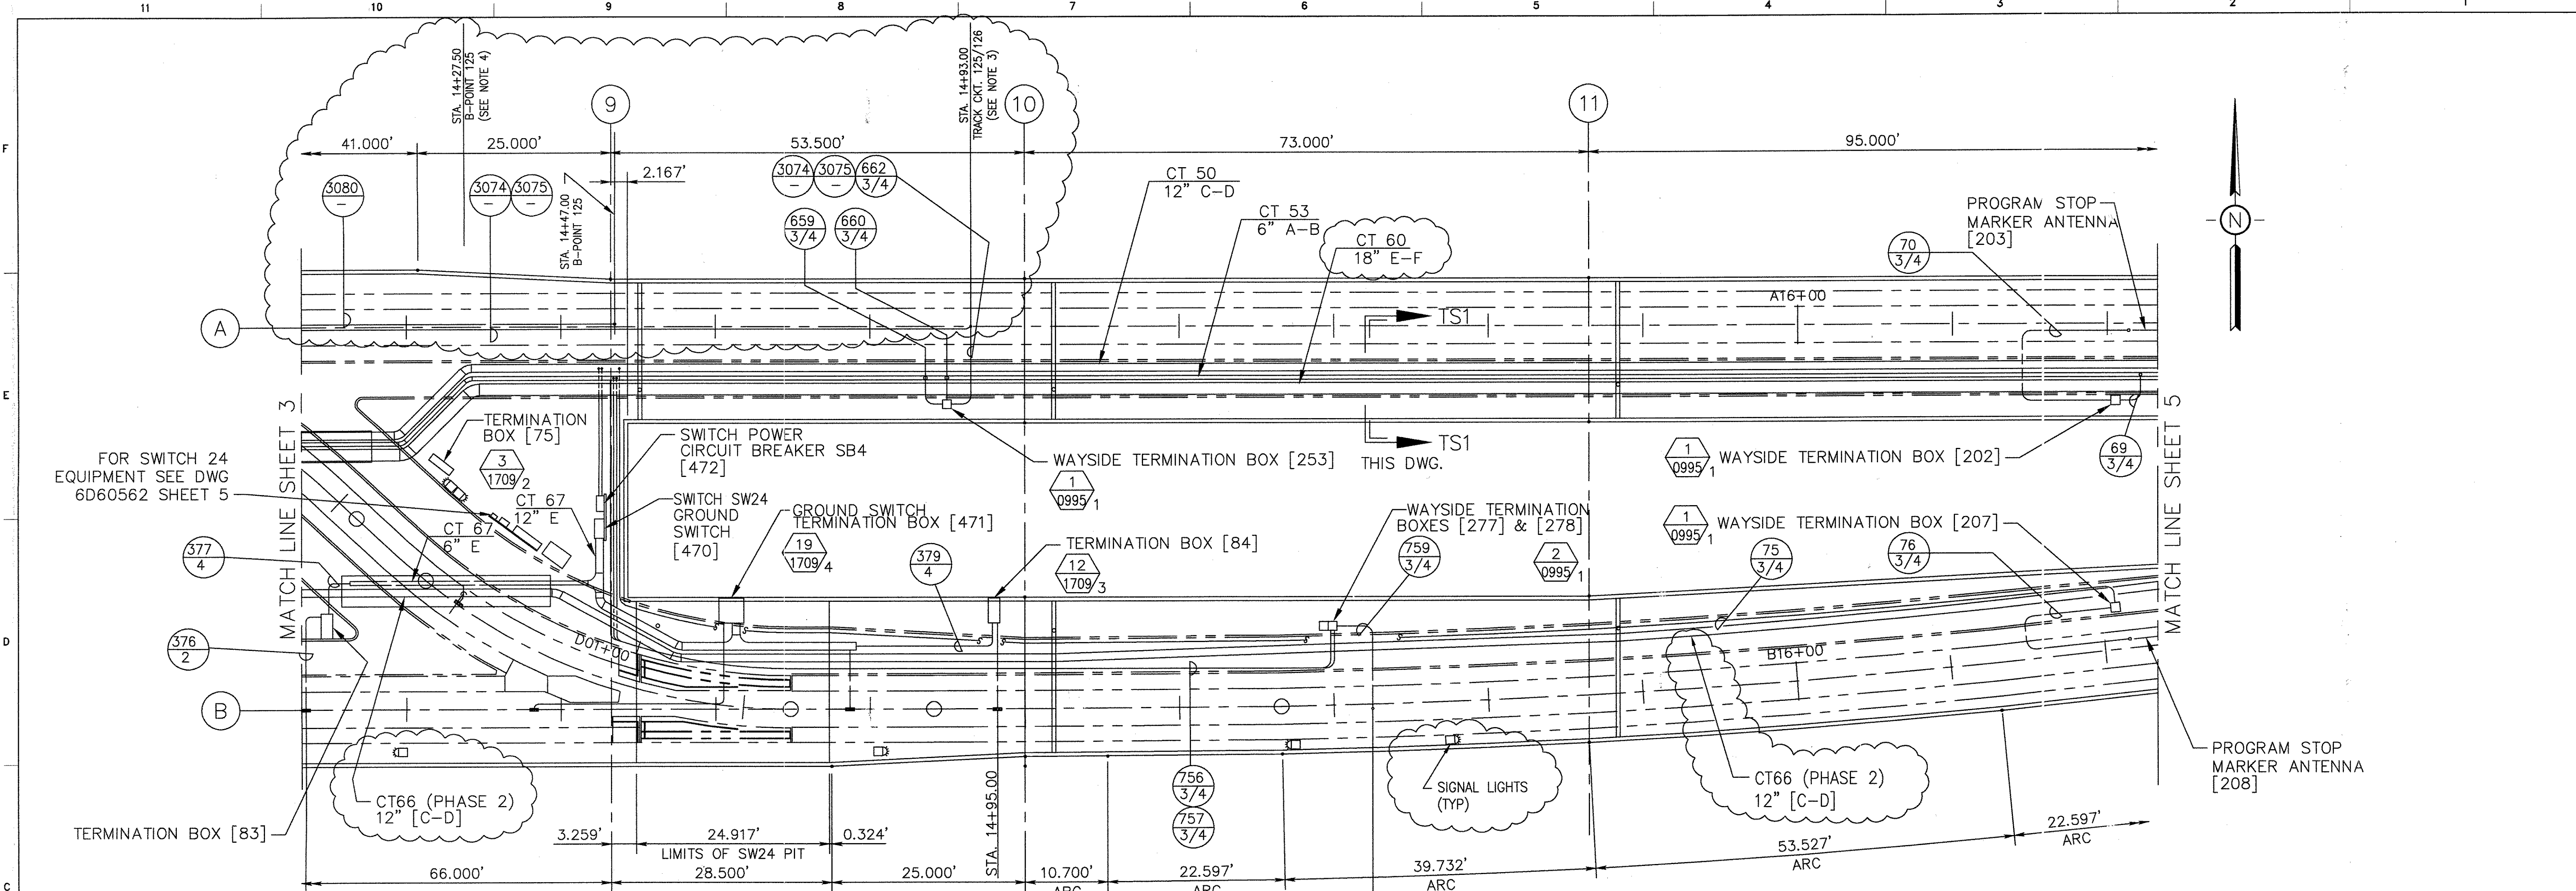 11
10
9
8
7
6
5
4
3
2
1
F
E
D
C
STA. 14+27.50
B-POINT 125
(SEE NOTE 4)
STA. 14+93.00
TRACK CKT. 125/126
(SEE NOTE 3)
9
10
11
41.000'
25.000'
53.500'
73.000'
95.000'
2.167'
3080
-
3074
-
3075
-
STA. 14+47.00
B-POINT 125
3074
-
3075
-
662
3/4
659
3/4
660
3/4
CT 50
12" C-D
CT 53
6" A-B
CT 60
18" E-F
PROGRAM STOP
MARKER ANTENNA
[203]
70
3/4
N
A
A16+00
TS1
MATCH LINE SHEET 3
MATCH LINE SHEET 5
TERMINATION
BOX [75]
3
1709
2
FOR SWITCH 24
EQUIPMENT SEE DWG
6D60562 SHEET 5
SWITCH POWER
CIRCUIT BREAKER SB4
[472]
WAYSIDE TERMINATION BOX [253]
1
0995
1
TS1
THIS DWG.
1
0995
1
WAYSIDE TERMINATION BOX [202]
69
3/4
CT 67
12" E
CT 67
6" E
SWITCH SW24
GROUND
SWITCH
[470]
GROUND SWITCH
TERMINATION BOX [471]
19
1709
4
379
4
TERMINATION BOX [84]
12
1709
3
WAYSIDE TERMINATION
BOXES [277] & [278]
759
3/4
2
0995
1
1
0995
1
WAYSIDE TERMINATION BOX [207]
75
3/4
76
3/4
377
4
376
2
D01+00
B
B16+00
756
3/4
757
3/4
CT66 (PHASE 2)
12" [C-D]
TERMINATION BOX [83]
SIGNAL LIGHTS
(TYP)
CT66 (PHASE 2)
12" [C-D]
PROGRAM STOP
MARKER ANTENNA
[208]
STA. 14+95.00
3.259'
24.917'
LIMITS OF SW24 PIT
0.324'
66.000'
28.500'
25.000'
10.700'
ARC
22.597'
ARC
39.732'
ARC
53.527'
ARC
22.597'
ARC